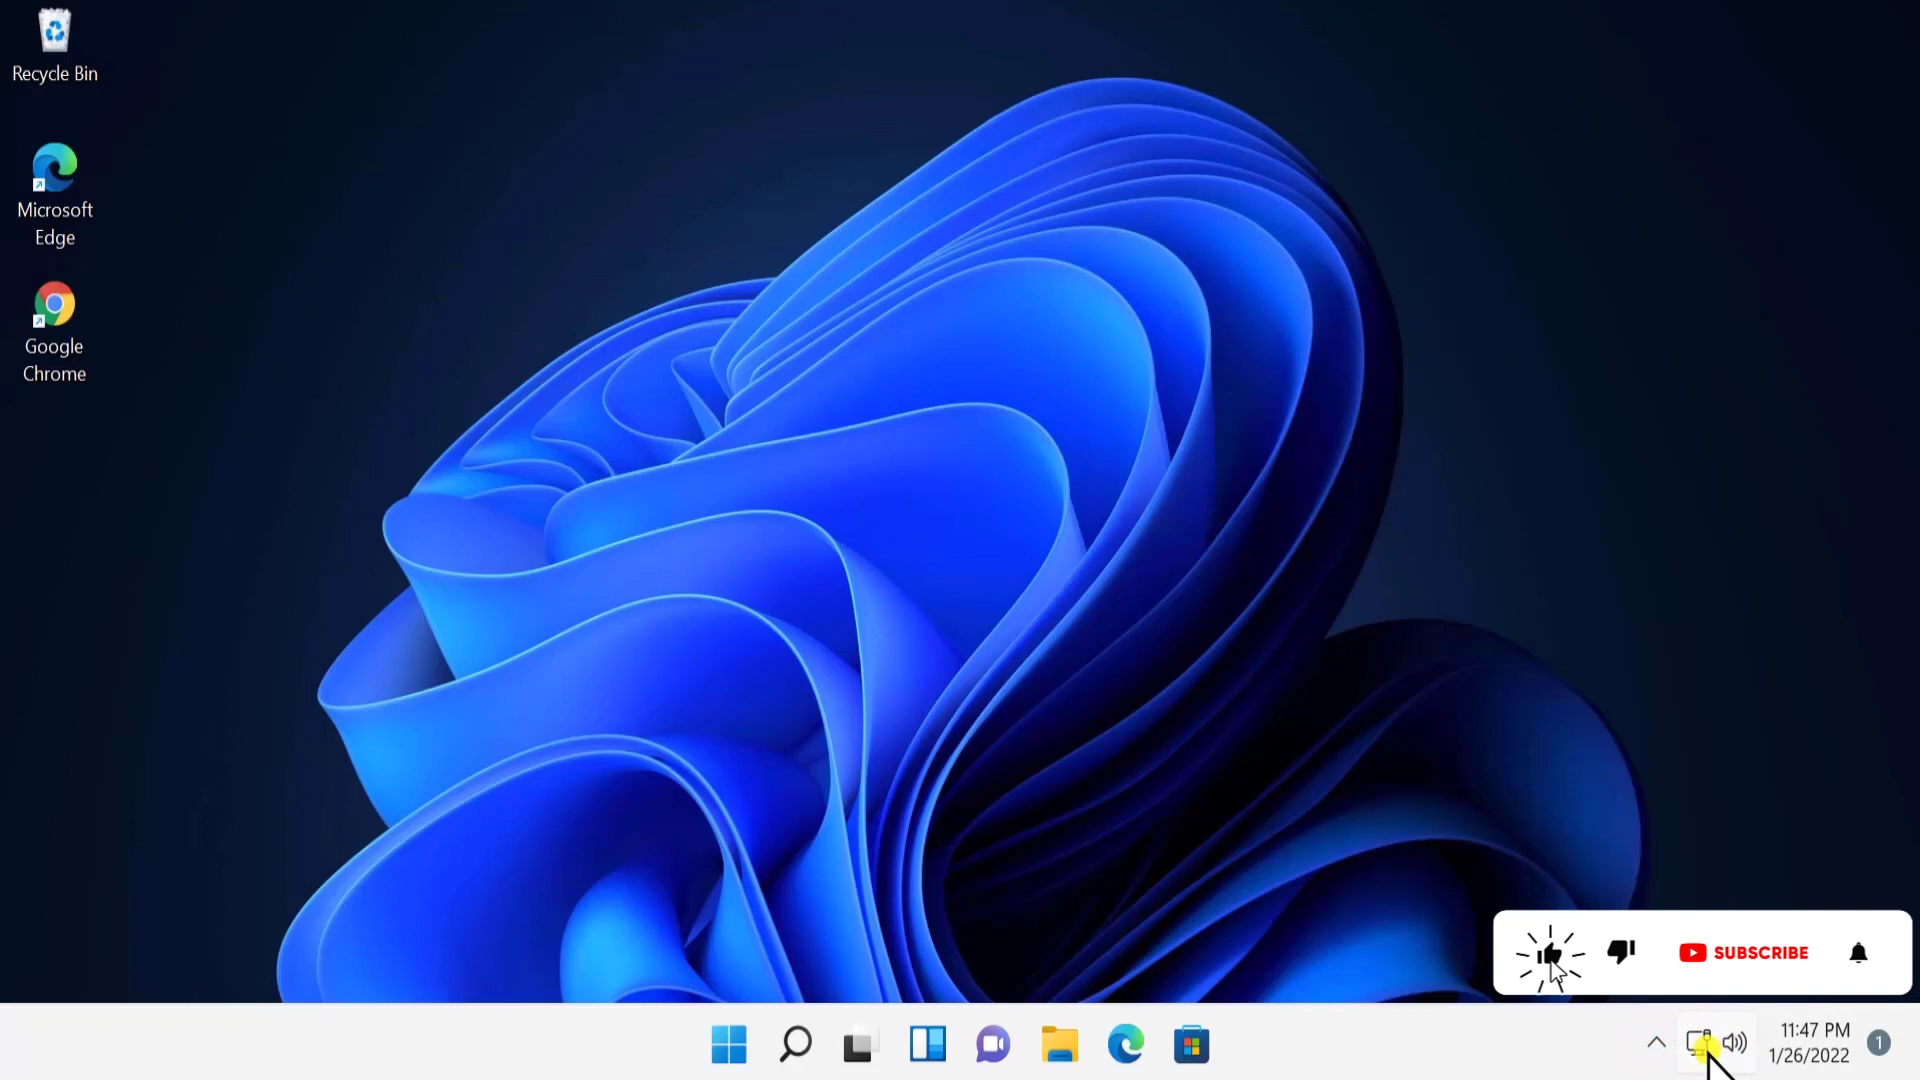 Recycle Bin
Microsoft
Edge
Google
Chrome
SUBSCRIBE
11:47 PM
1/26/2022
1